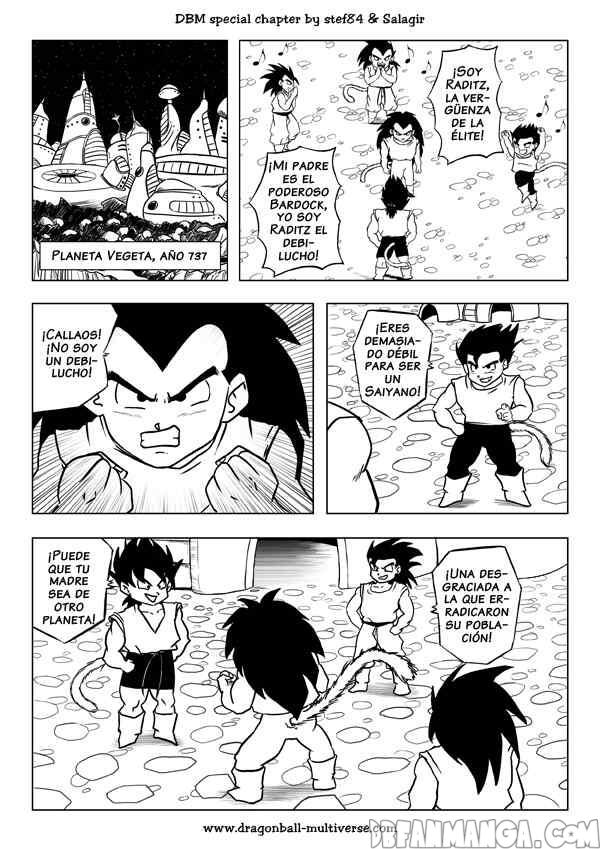 DBM special chapter by stef84 & Salagir
Planeta Vegeta, año 737
¡Soy
Raditz,
la ver-
güenza
de la
élite!
¡Mi padre
es el
poderoso
Bardock,
yo soy
Raditz el
debi-
lucho!
¡Callaos!
¡No soy
un debi-
lucho!
¡Eres
demasia-
do débil
para ser
un
Saiyano!
¡Puede
que tu
madre
sea de
otro
planeta!
¡Una des-
graciada a
la que er-
radicaron
su pobla-
ción!
www.dragonball-multiverse.com
DBFANMANGA.COM